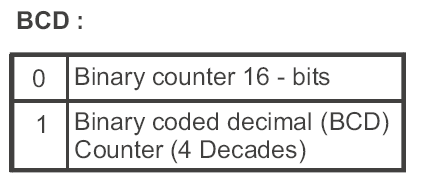 BCD :
0 Binary counter 16 - bits
1 Binary coded decimal (BCD)
Counter (4 Decades)